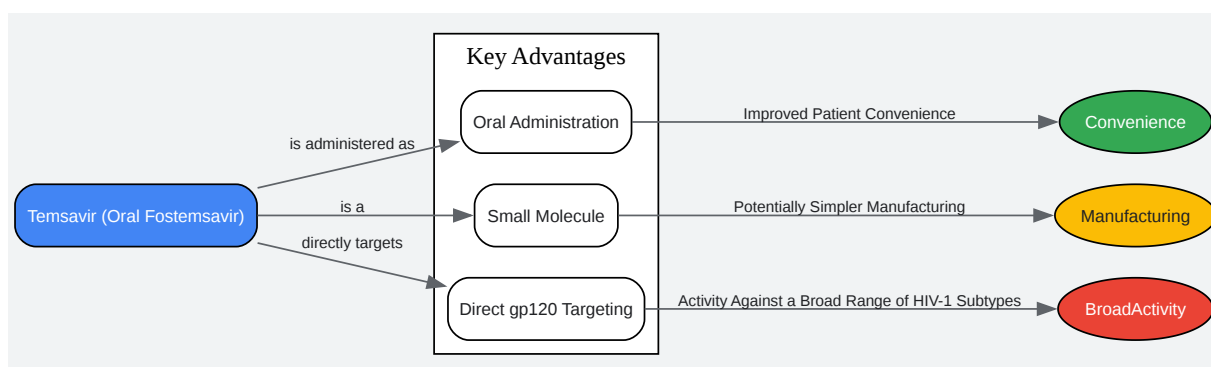 Key Advantages
Oral Administration
Improved Patient Convenience
Convenience
is administered as
Temsavir (Oral Fostemsavir)
is a
Small Molecule
Potentially Simpler Manufacturing
Manufacturing
directly targets
Direct gp120 Targeting
Activity Against a Broad Range of HIV-1 Subtypes
BroadActivity